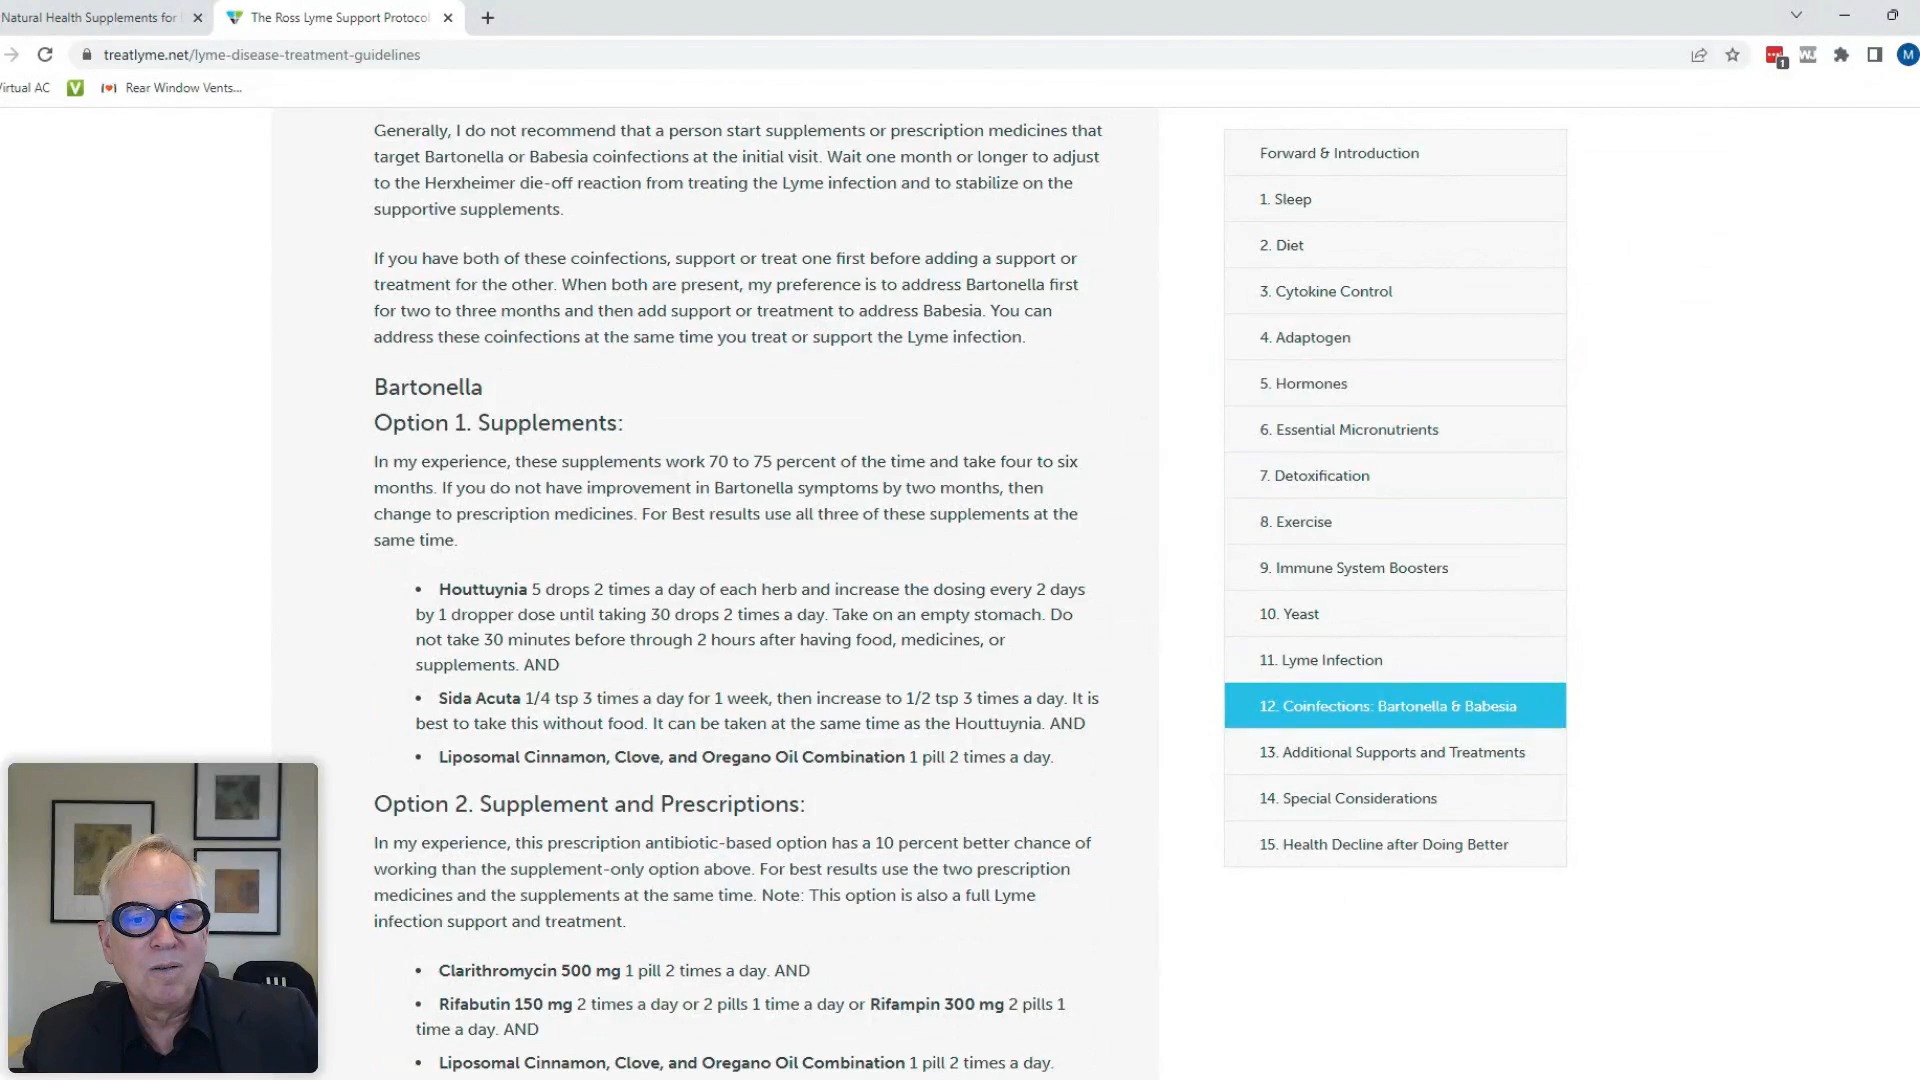 Natural Health Supplements for
The Ross Lyme Support Protocol
treatlyme.net/lyme-disease-treatment-guidelines
1
M
Virtual AC
V
Rear Window Vents...
Generally, I do not recommend that a person start supplements or prescription medicines that
target Bartonella or Babesia coinfections at the initial visit. Wait one month or longer to adjust
to the Herxheimer die-off reaction from treating the Lyme infection and to stabilize on the
supportive supplements.
If you have both of these coinfections, support or treat one first before adding a support or
treatment for the other. When both are present, my preference is to address Bartonella first
for two to three months and then add support or treatment to address Babesia. You can
address these coinfections at the same time you treat or support the Lyme infection.
Bartonella
Option 1. Supplements:
In my experience, these supplements work 70 to 75 percent of the time and take four to six
months. If you do not have improvement in Bartonella symptoms by two months, then
change to prescription medicines. For Best results use all three of these supplements at the
same time.
• Houttuynia 5 drops 2 times a day of each herb and increase the dosing every 2 days
by 1 dropper dose until taking 30 drops 2 times a day. Take on an empty stomach. Do
not take 30 minutes before through 2 hours after having food, medicines, or
supplements. AND
• Sida Acuta 1/4 tsp 3 times a day for 1 week, then increase to 1/2 tsp 3 times a day. It is
best to take this without food. It can be taken at the same time as the Houttuynia. AND
• Liposomal Cinnamon, Clove, and Oregano Oil Combination 1 pill 2 times a day.
Option 2. Supplement and Prescriptions:
In my experience, this prescription antibiotic-based option has a 10 percent better chance of
working than the supplement-only option above. For best results use the two prescription
medicines and the supplements at the same time. Note: This option is also a full Lyme
infection support and treatment.
• Clarithromycin 500 mg 1 pill 2 times a day. AND
• Rifabutin 150 mg 2 times a day or 2 pills 1 time a day or Rifampin 300 mg 2 pills 1
time a day. AND
• Liposomal Cinnamon, Clove, and Oregano Oil Combination 1 pill 2 times a day.
Forward & Introduction
1. Sleep
2. Diet
3. Cytokine Control
4. Adaptogen
5. Hormones
6. Essential Micronutrients
7. Detoxification
8. Exercise
9. Immune System Boosters
10. Yeast
11. Lyme Infection
12. Coinfections: Bartonella & Babesia
13. Additional Supports and Treatments
14. Special Considerations
15. Health Decline after Doing Better